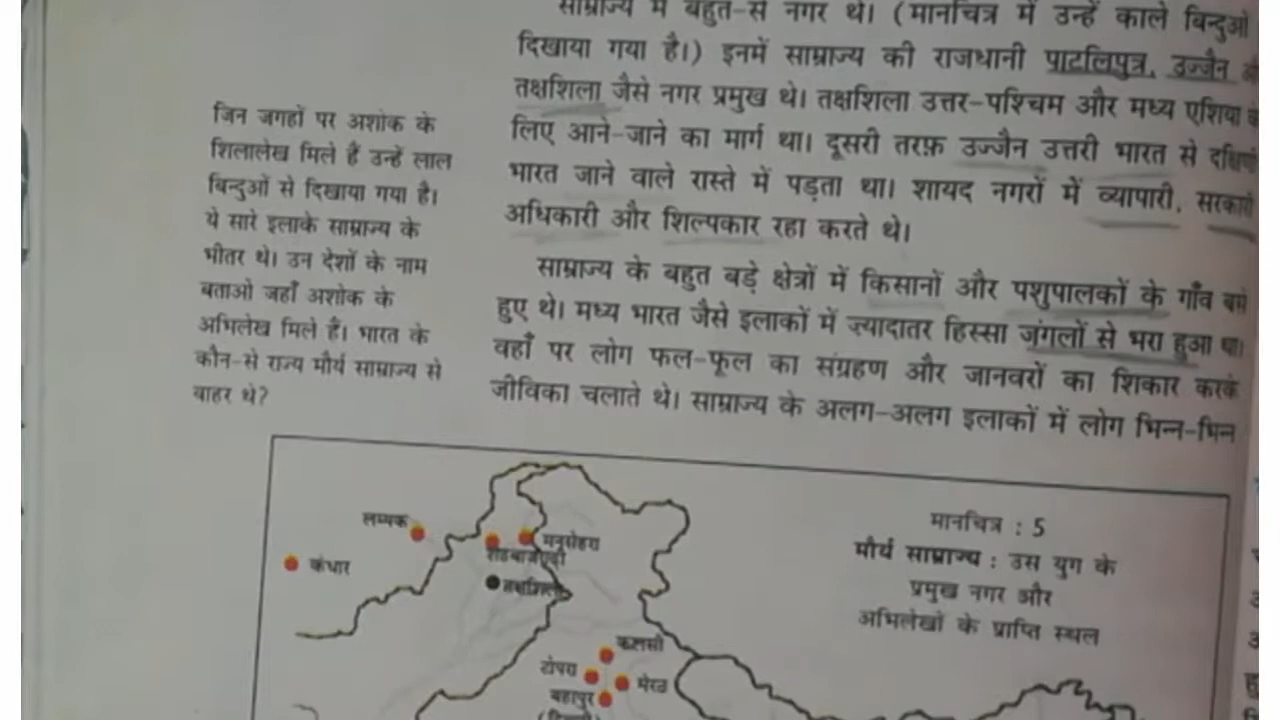 साम्राज्य में बहुत-से नगर थे। (मानचित्र में उन्हें काले बिन्दुओं
दिखाया गया है।) इनमें साम्राज्य की राजधानी पाटलिपुत्र, उज्जैन
तक्षशिला जैसे नगर प्रमुख थे। तक्षशिला उत्तर-पश्चिम और मध्य एशिया के
लिए आने-जाने का मार्ग था। दूसरी तरफ़ उज्जैन उत्तरी भारत से
भारत जाने वाले रास्ते में पड़ता था। शायद नगरों में व्यापारी, सरकारी
अधिकारी और शिल्पकार रहा करते थे।
साम्राज्य के बहुत बड़े क्षेत्रों में किसानों और पशुपालकों के गाँव बसे
हुए थे। मध्य भारत जैसे इलाकों में ज़्यादातर हिस्सा जंगलों से भरा हुआ था।
वहाँ पर लोग फल-फूल का संग्रहण और जानवरों का शिकार करके
जीविका चलाते थे। साम्राज्य के अलग-अलग इलाकों में लोग भिन्न-भिन्न
जिन जगहों पर अशोक के
शिलालेख मिले हैं उन्हें लाल
बिन्दुओं से दिखाया गया है।
ये सारे इलाके साम्राज्य के
भीतर थे। उन देशों के नाम
बताओ जहाँ अशोक के
अभिलेख मिले हैं। भारत के
कौन-से राज्य मौर्य साम्राज्य से
बाहर थे?
मानचित्र : 5
मौर्य साम्राज्य : उस युग के
प्रमुख नगर और
अभिलेखों के प्राप्ति स्थल
लम्पक
मनुसेहरा
कंधार
तक्षशिला
कालसी
टोपरा
मेरठ
बहापुर